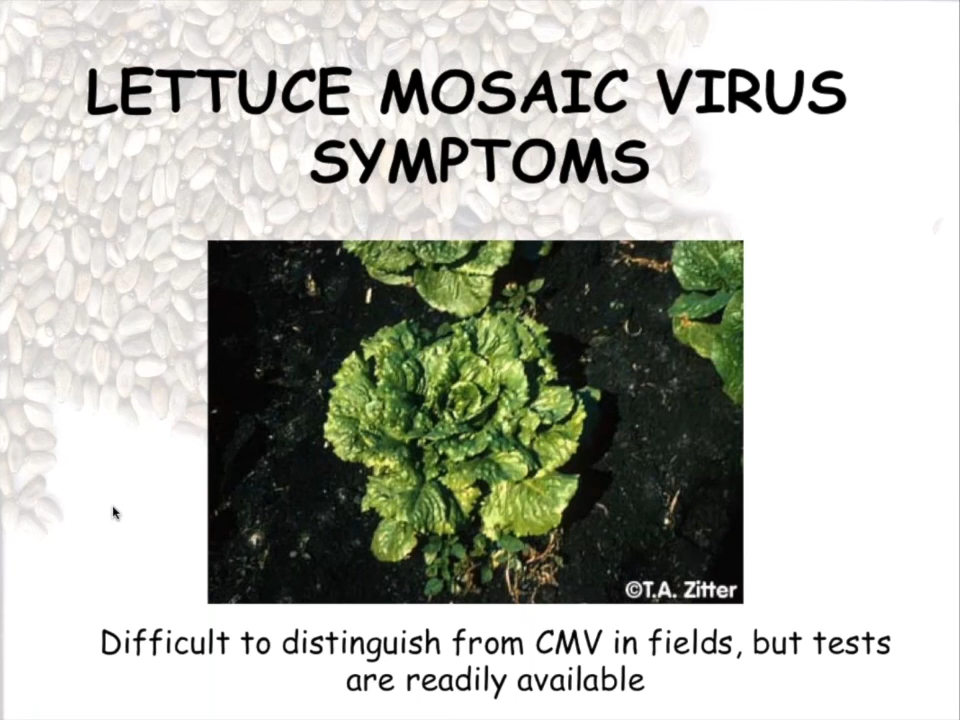 LETTUCE MOSAIC VIRUS
SYMPTOMS
©T.A. Zitter
Difficult to distinguish from CMV in fields, but tests
are readily available